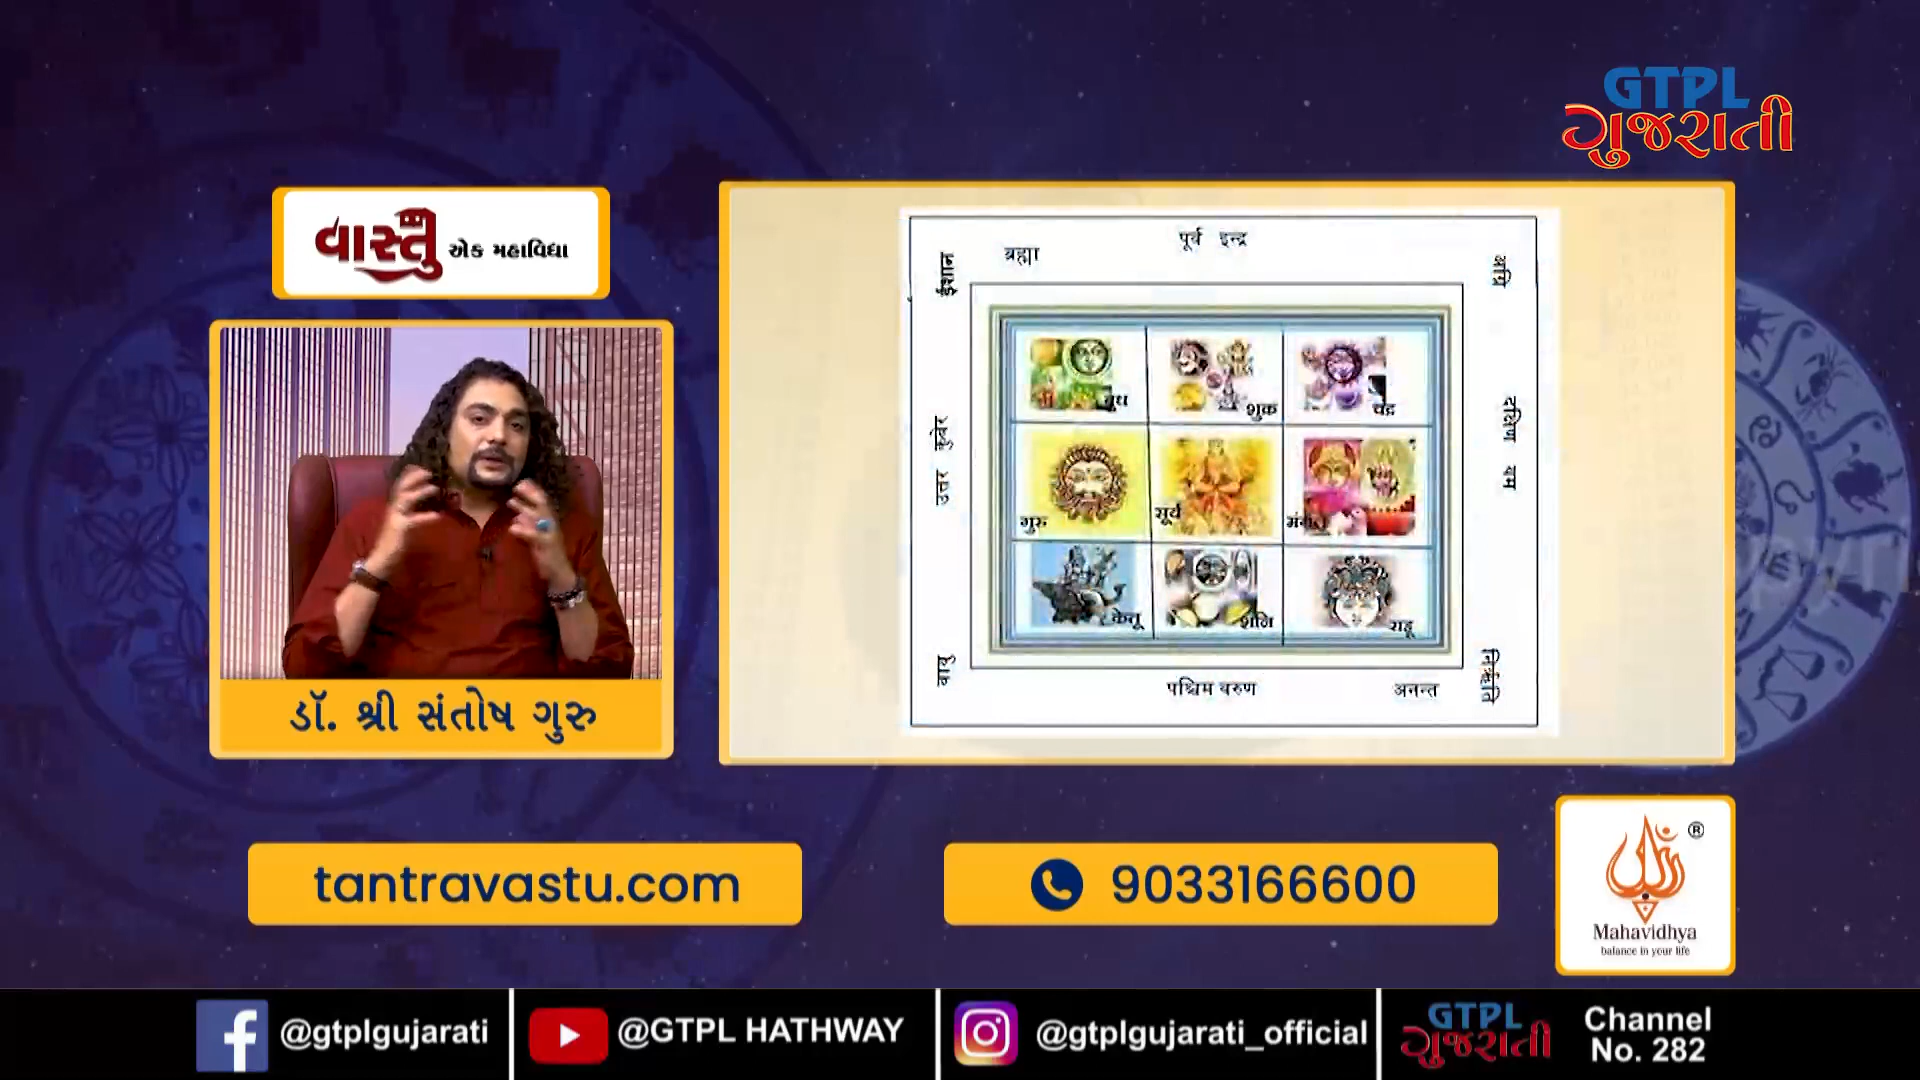 GTPL
ગુજરાતી
વાસ્તુ એક મહાવિદ્યા
ब्रह्मा
पूर्व इन्द्र
ईशान
अग्नि
बुध
शुक्र
चंद्र
उत्तर कुबेर
दक्षिण यम
गुरु
सूर्य
मंगल
केतू
शनि
राहू
वायु
पश्चिम वरुण
अनन्त
ડૉ. શ્રી સંતોષ ગુરુ
tantravastu.com
9033166600
®
Mahavidhya
balance in your life
@gtplgujarati
@GTPL HATHWAY
@gtplgujarati_official
GTPL
ગુજરાતી
Channel
No. 282